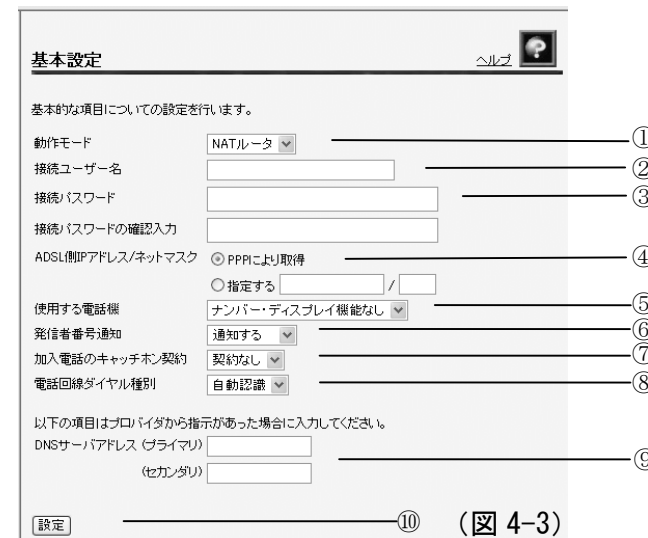 基本設定 ヘルプ
基本的な項目についての設定を行います。
動作モード NATルータ ①
接続ユーザー名 ②
接続パスワード ③
接続パスワードの確認入力
ADSL側IPアドレス/ネットマスク PPPにより取得 ④
指定する /
使用する電話機 ナンバー・ディスプレイ機能なし ⑤
発信者番号通知 通知する ⑥
加入電話のキャッチホン契約 契約なし ⑦
電話回線ダイヤル種別 自動認識 ⑧
以下の項目はプロバイダから指示があった場合に入力してください。
DNSサーバアドレス (プライマリ)
(セカンダリ) ⑨
設定 ⑩ (図 4-3)